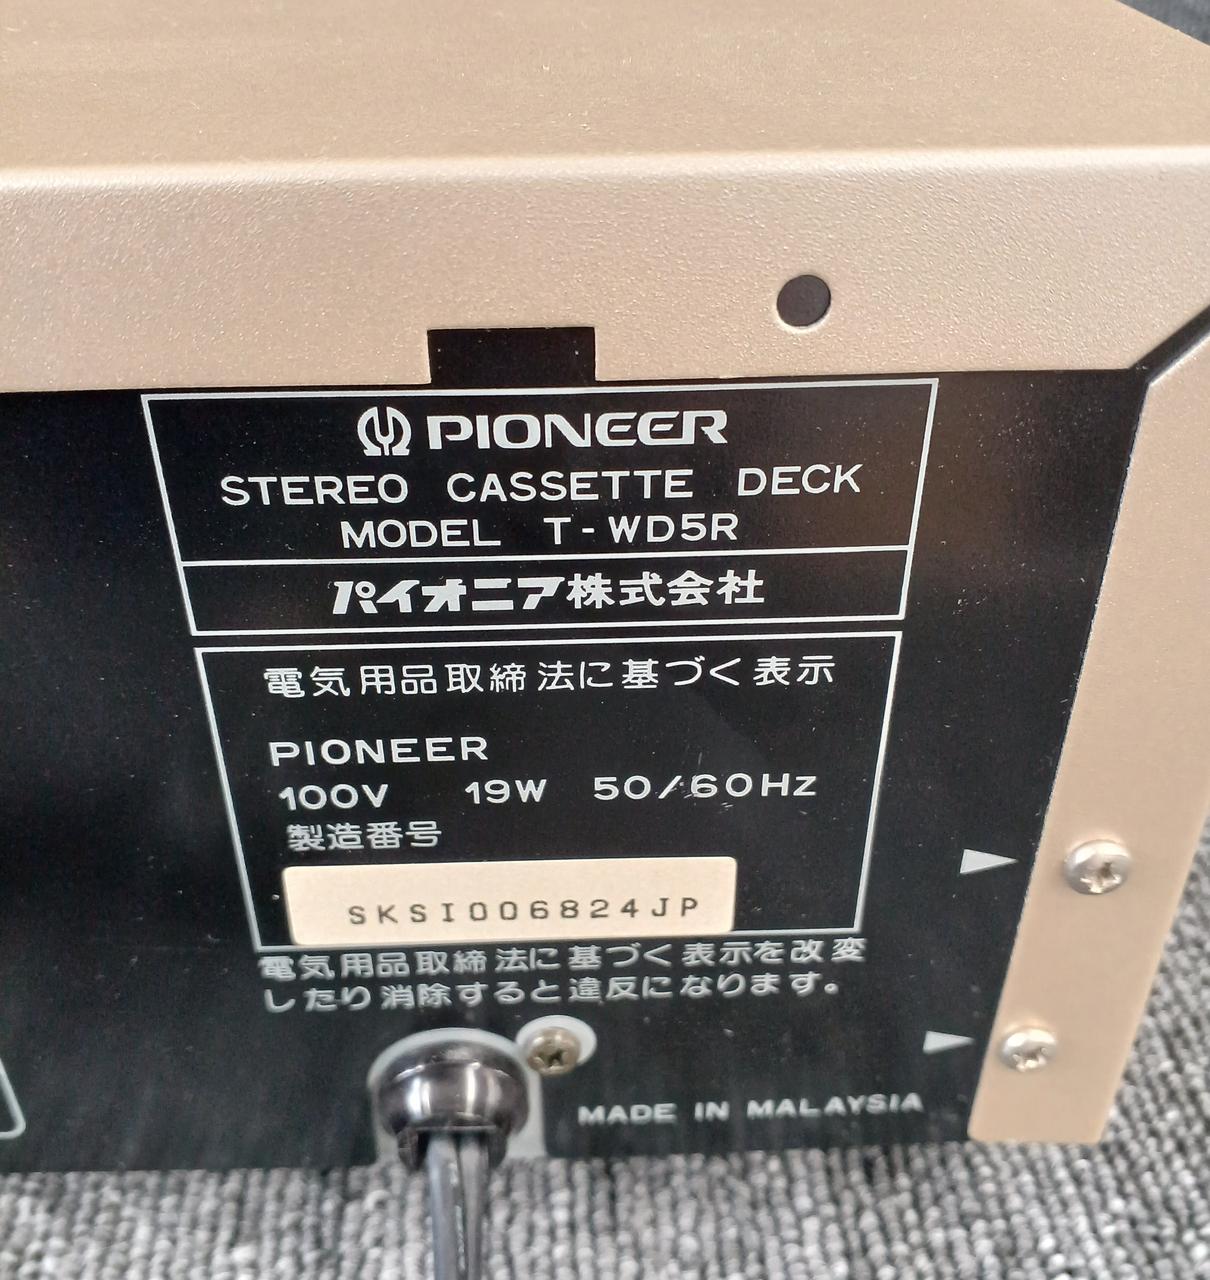 PIONEER
STEREO CASSETTE DECK
MODEL T-WD5R
パイオニア株式会社
電気用品取締法に基づく表示
PIONEER
100V 19W 50/60Hz
製造番号
SKSI006824JP
電気用品取締法に基づく表示を改変
したり消除すると違反になります。
MADE IN MALAYSIA